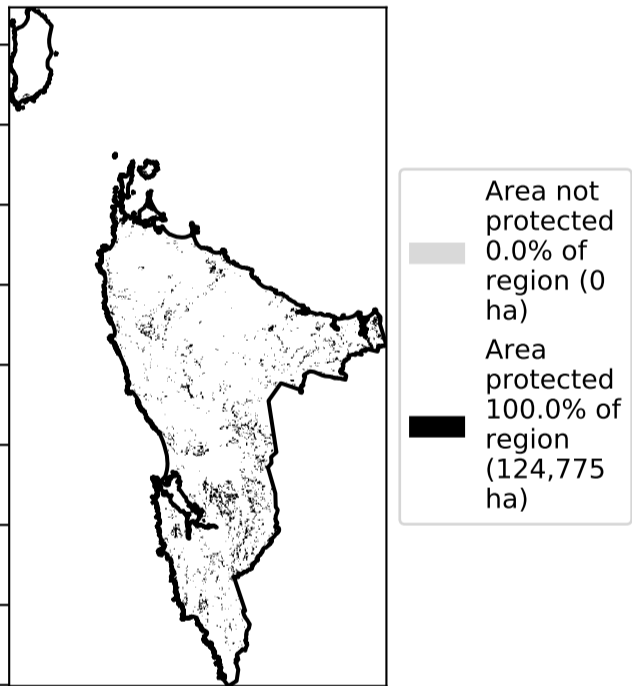 Area not
protected
0.0% of
region (0
ha)
Area
protected
100.0% of
region
(124,775
ha)